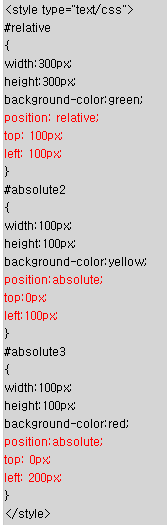 <style type="text/css">
#relative
{
width:300px;
height:300px;
background-color:green;
position: relative;
top: 100px;
left: 100px;
}
#absolute2
{
width:100px;
height:100px;
background-color:yellow;
position:absolute;
top:0px;
left:100px;
}
#absolute3
{
width:100px;
height:100px;
background-color:red;
position:absolute;
top: 0px;
left: 200px;
}
</style>